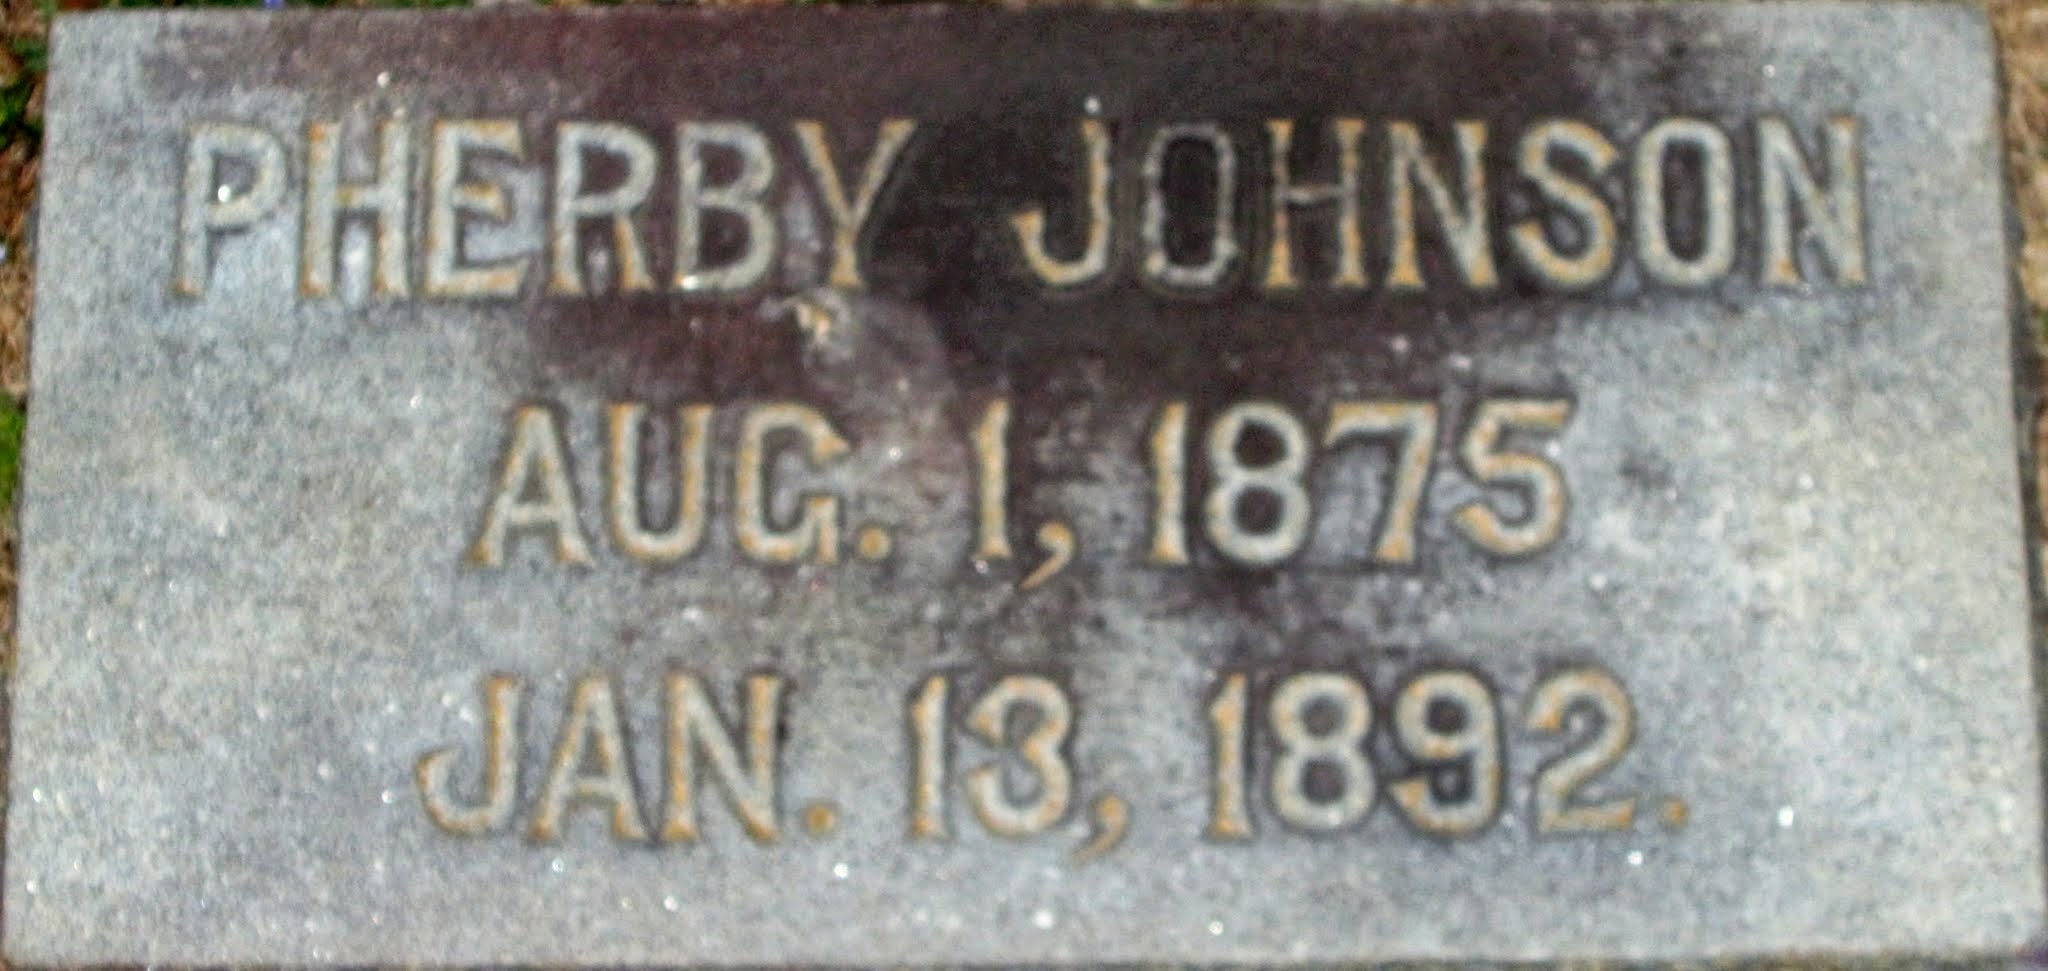 PHERBY JOHNSON
AUG. 1, 1875
JAN. 13, 1892.